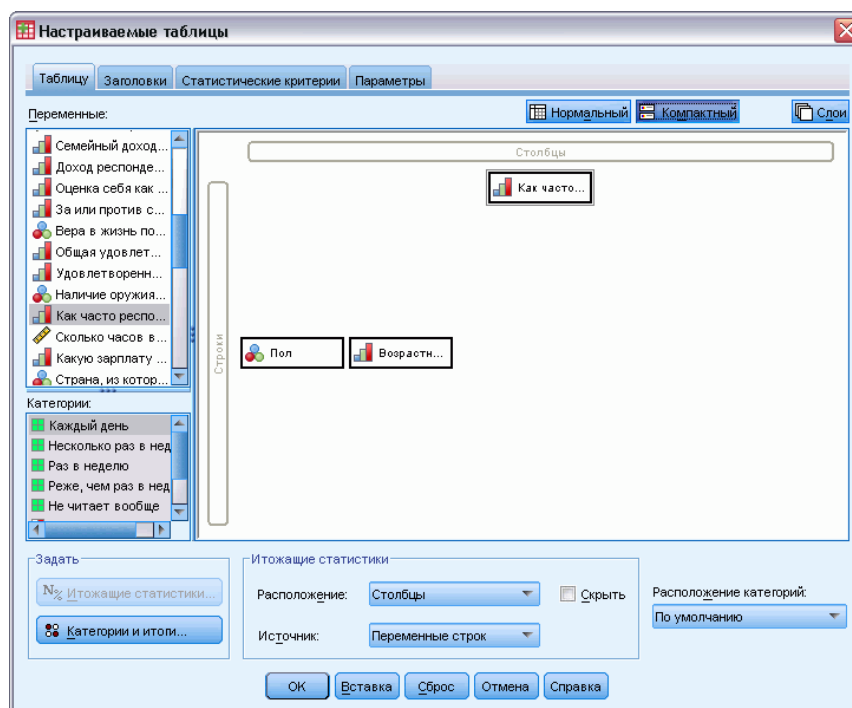 Настраиваемые таблицы
Таблицу Заголовки Статистические критерии Параметры
Переменные: Нормальный Компактный Слои
Семейный доход...
Доход респонде...
Оценка себя как ...
За или против с...
Вера в жизнь по...
Общая удовлет...
Удовлетворенн...
Наличие оружия...
Как часто респо...
Сколько часов в...
Какую зарплату ...
Страна, из котор...
Столбцы
Как часто...
Строки
Пол Возрастн...
Категории:
Каждый день
Несколько раз в нед
Раз в неделю
Реже, чем раз в нед
Не читает вообще
Задать
N% Итожащие статистики...
Категории и итоги...
Итожащие статистики
Расположение: Столбцы Скрыть
Источник: Переменные строк
Расположение категорий:
По умолчанию
OK Вставка Сброс Отмена Справка